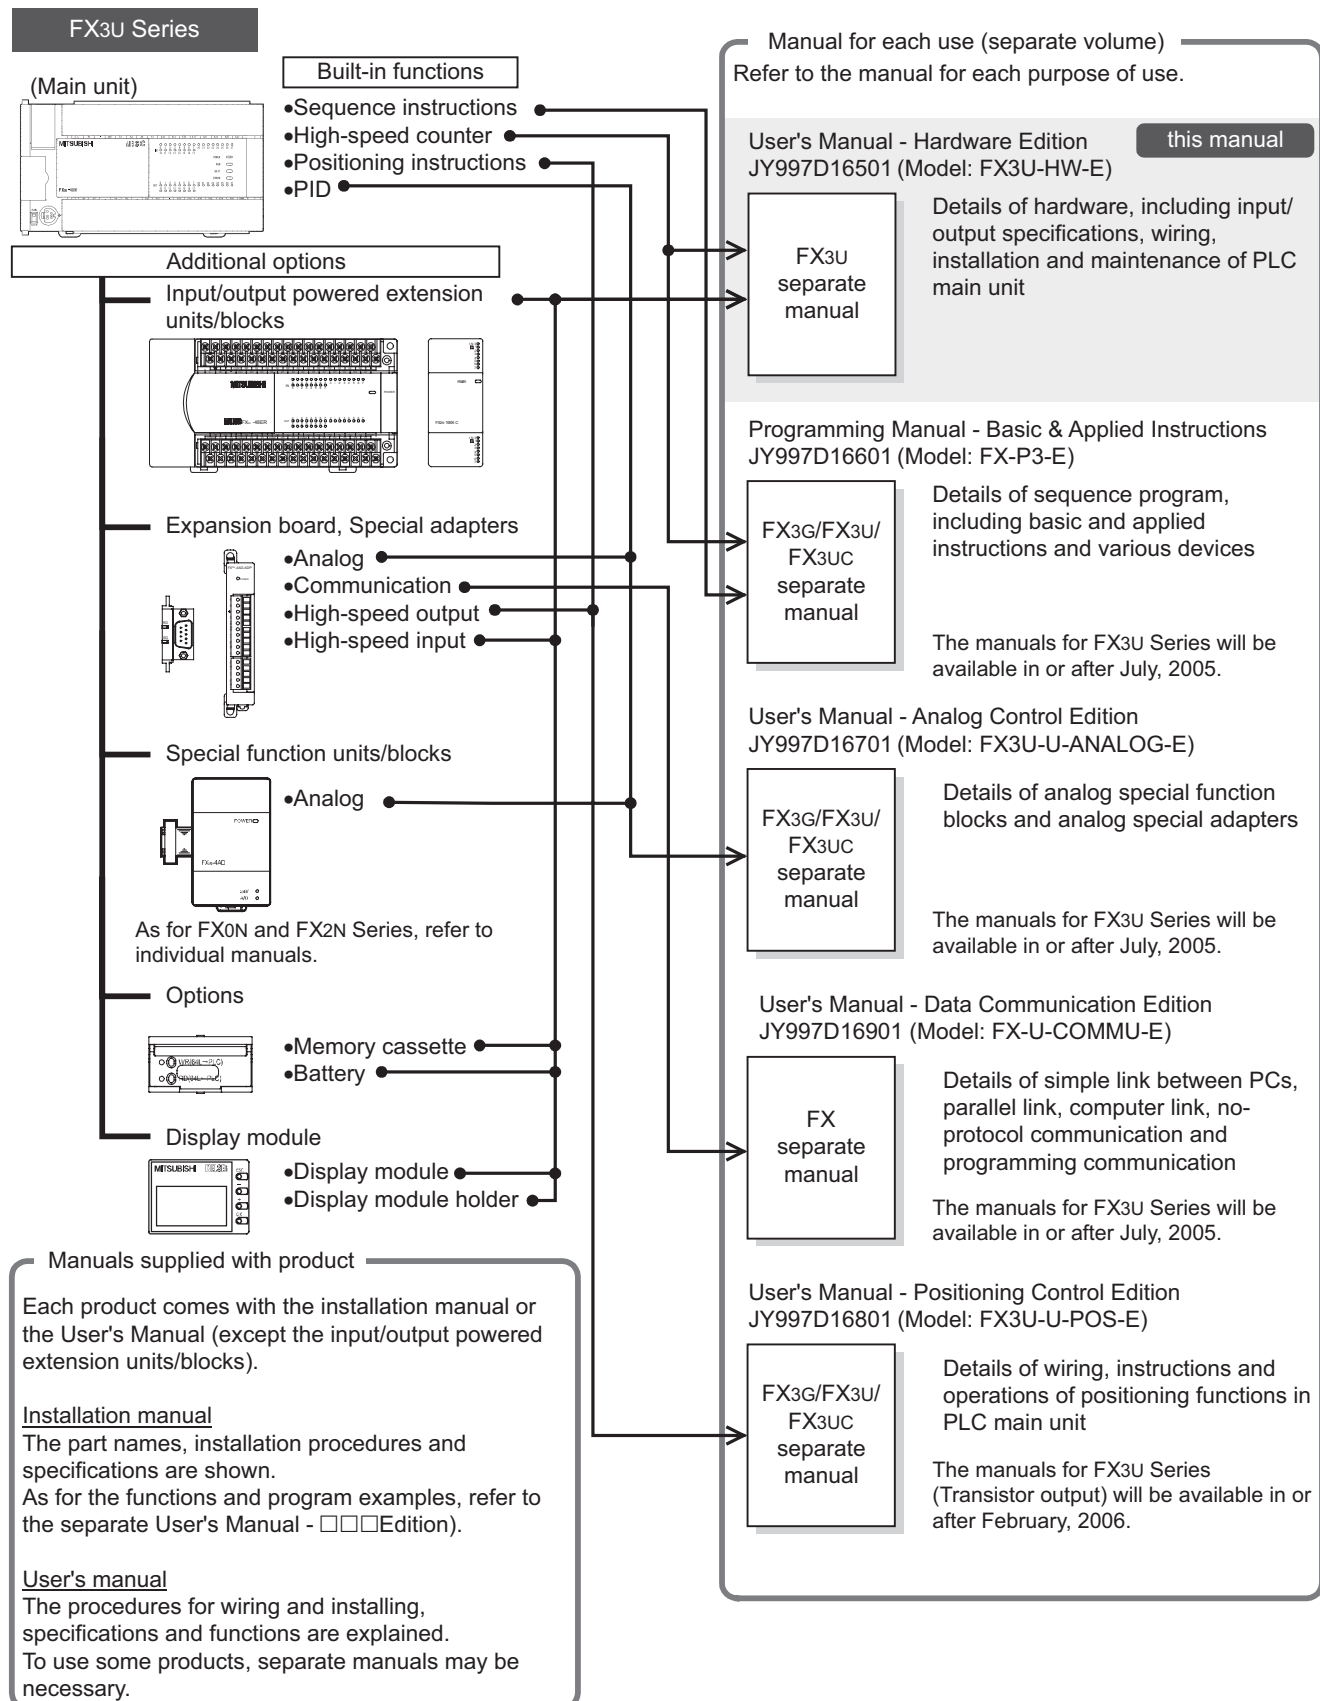 FX3U Series
(Main unit)
MITSUBISHI
Built-in functions
•Sequence instructions
•High-speed counter
•Positioning instructions
•PID
Additional options
Input/output powered extension
units/blocks
MITSUBISHI
Expansion board, Special adapters
•Analog
•Communication
•High-speed output
•High-speed input
Special function units/blocks
•Analog
POWER
As for FX0N and FX2N Series, refer to
individual manuals.
Options
•Memory cassette
•Battery
Display module
MITSUBISHI
•Display module
•Display module holder
Manuals supplied with product
Each product comes with the installation manual or
the User's Manual (except the input/output powered
extension units/blocks).
Installation manual
The part names, installation procedures and
specifications are shown.
As for the functions and program examples, refer to
the separate User's Manual - □□□Edition).
User's manual
The procedures for wiring and installing,
specifications and functions are explained.
To use some products, separate manuals may be
necessary.
Manual for each use (separate volume)
Refer to the manual for each purpose of use.
User's Manual - Hardware Edition
this manual
JY997D16501 (Model: FX3U-HW-E)
FX3U
separate
manual
Details of hardware, including input/
output specifications, wiring,
installation and maintenance of PLC
main unit
Programming Manual - Basic & Applied Instructions
JY997D16601 (Model: FX-P3-E)
FX3G/FX3U/
FX3UC
separate
manual
Details of sequence program,
including basic and applied
instructions and various devices
The manuals for FX3U Series will be
available in or after July, 2005.
User's Manual - Analog Control Edition
JY997D16701 (Model: FX3U-U-ANALOG-E)
FX3G/FX3U/
FX3UC
separate
manual
Details of analog special function
blocks and analog special adapters
The manuals for FX3U Series will be
available in or after July, 2005.
User's Manual - Data Communication Edition
JY997D16901 (Model: FX-U-COMMU-E)
FX
separate
manual
Details of simple link between PCs,
parallel link, computer link, no-
protocol communication and
programming communication
The manuals for FX3U Series will be
available in or after July, 2005.
User's Manual - Positioning Control Edition
JY997D16801 (Model: FX3U-U-POS-E)
FX3G/FX3U/
FX3UC
separate
manual
Details of wiring, instructions and
operations of positioning functions in
PLC main unit
The manuals for FX3U Series
(Transistor output) will be available in or
after February, 2006.